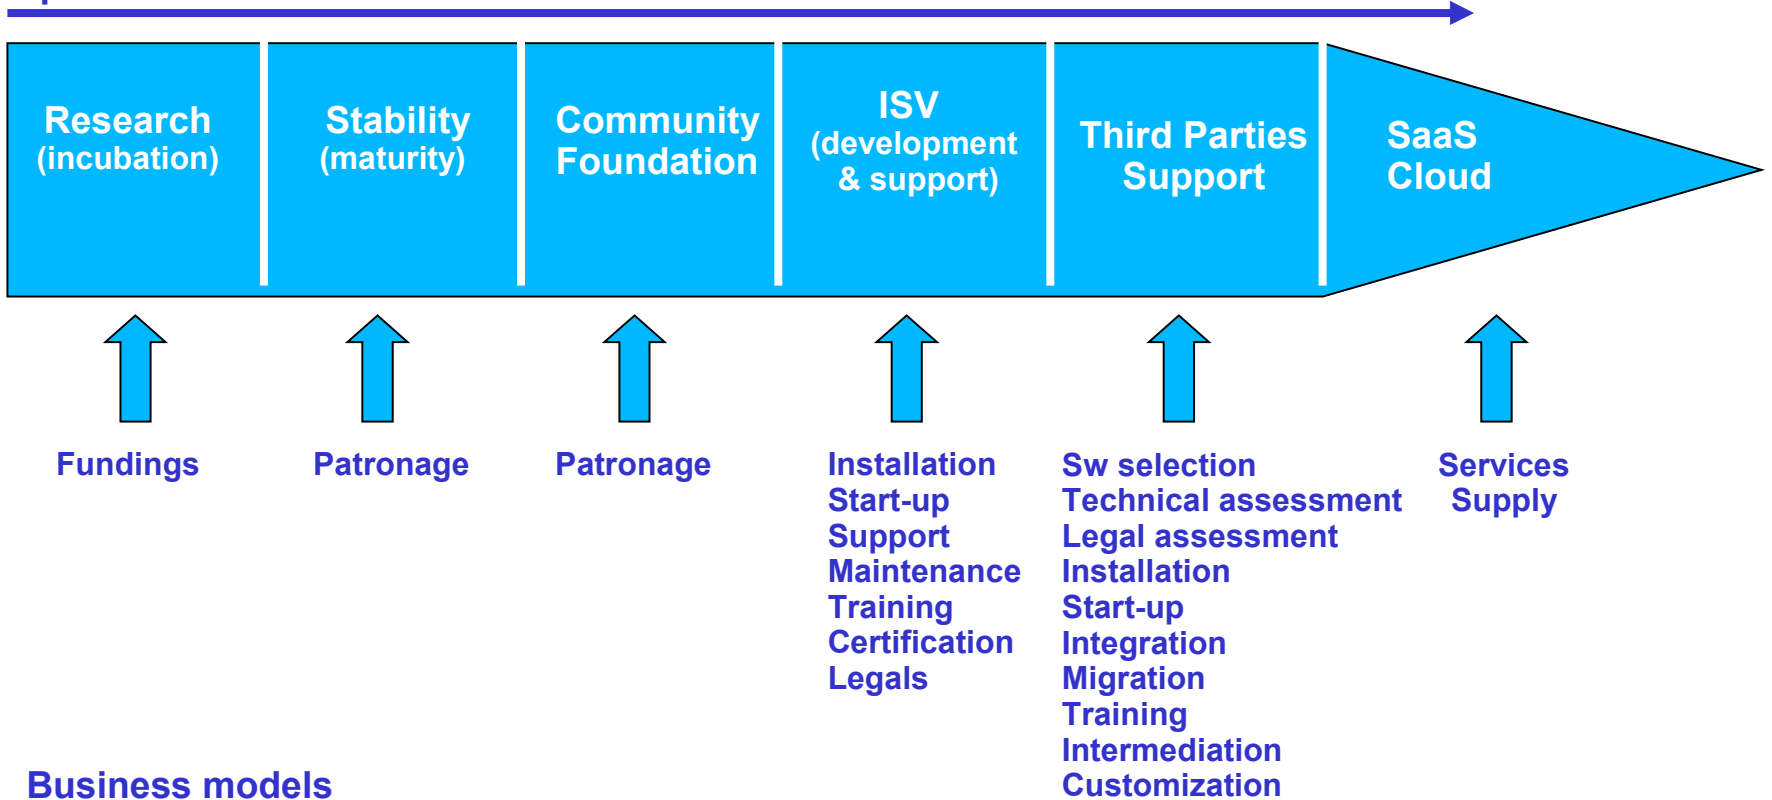 Research
(incubation)
Stability
(maturity)
Community
Foundation
ISV
(development
& support)
Third Parties
Support
SaaS
Cloud
Fundings
Patronage
Patronage
Installation
Start-up
Support
Maintenance
Training
Certification
Legals
Sw selection
Technical assessment
Legal assessment
Installation
Start-up
Integration
Migration
Training
Intermediation
Customization
Services
Supply
Business models